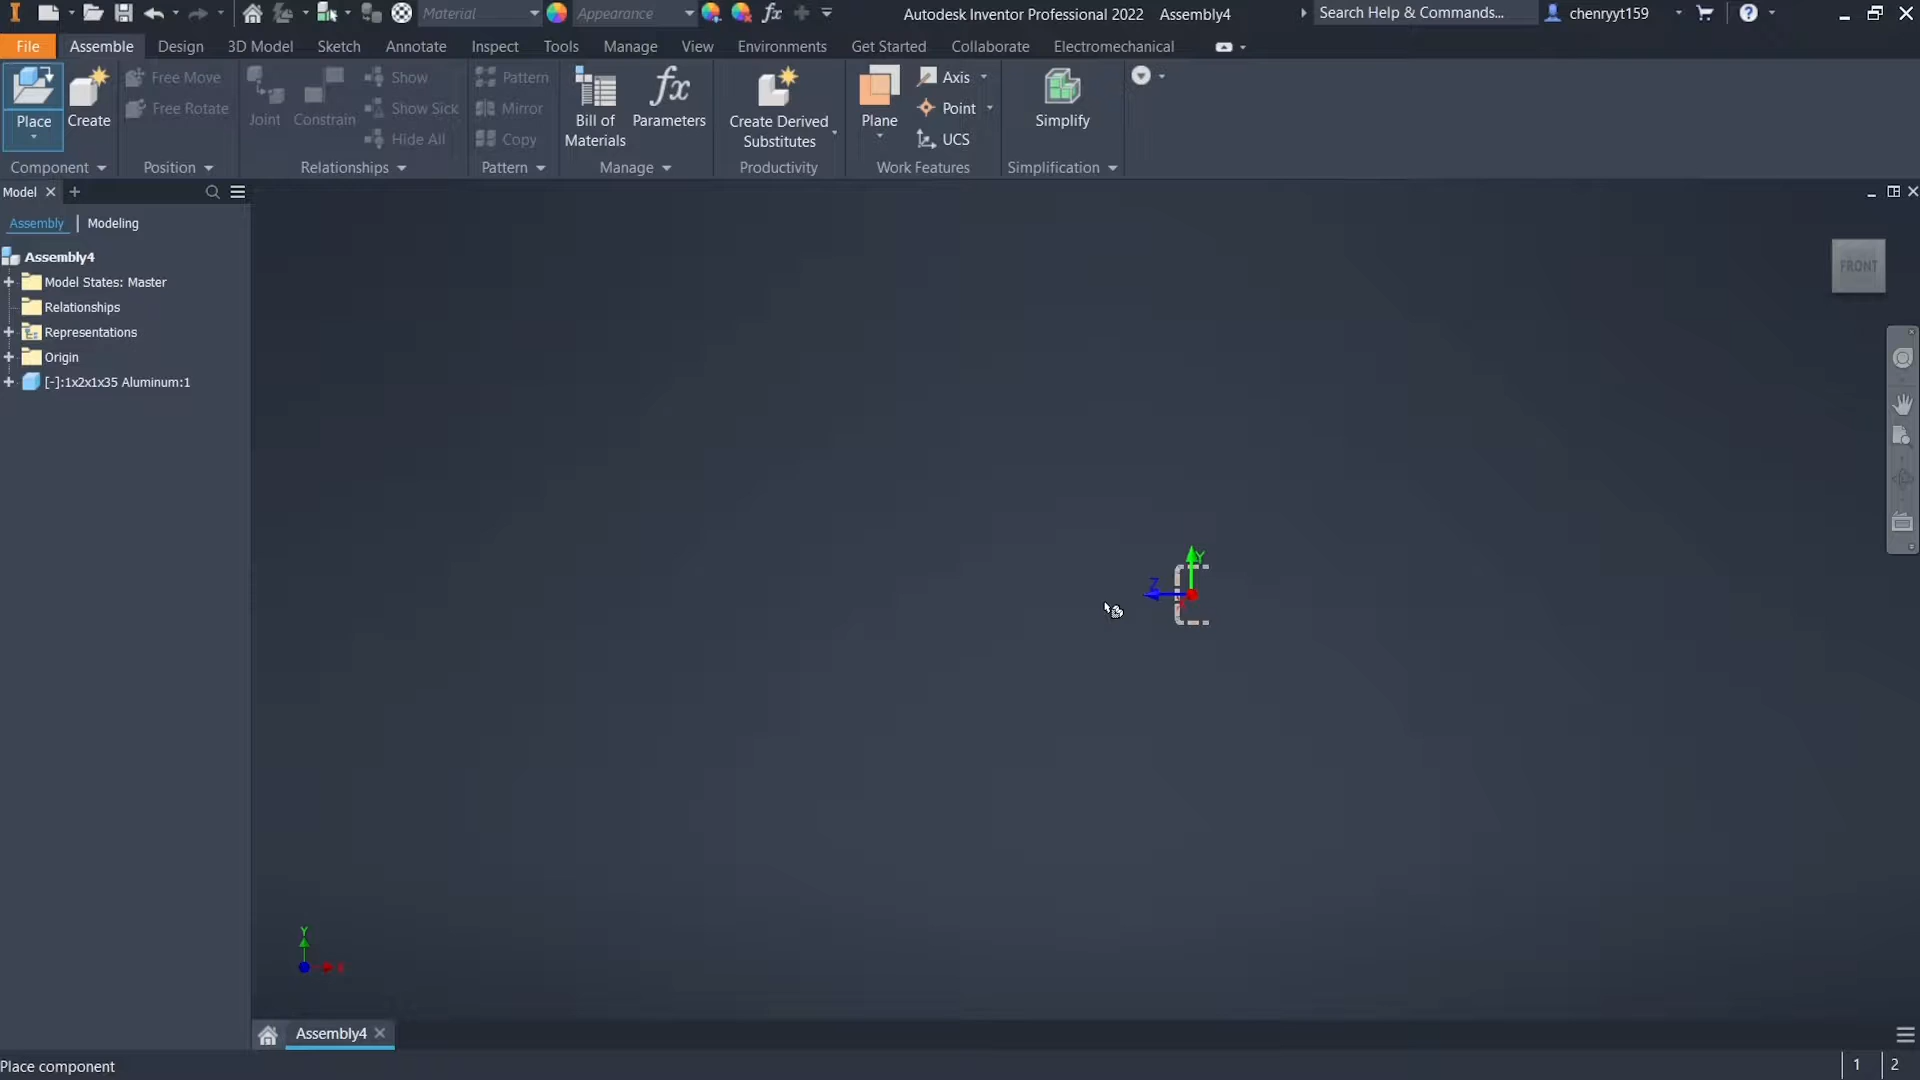 Material
Appearance
Autodesk Inventor Professional 2022 Assembly4
Search Help & Commands...
chenryyt159
File
Assemble
Design
3D Model
Sketch
Annotate
Inspect
Tools
Manage
View
Environments
Get Started
Collaborate
Electromechanical
Place
Create
Free Move
Free Rotate
Joint
Constrain
Show
Show Sick
Hide All
Pattern
Mirror
Copy
Bill of
Materials
fx
Parameters
Create Derived
Substitutes
Plane
Axis
Point
UCS
Simplify
Component
Position
Relationships
Pattern
Manage
Productivity
Work Features
Simplification
Model
Assembly | Modeling
Assembly4
Model States: Master
Relationships
Representations
Origin
[-]:1x2x1x35 Aluminum:1
FRONT
Y
Z
Y
X
Assembly4
Place component
1
2